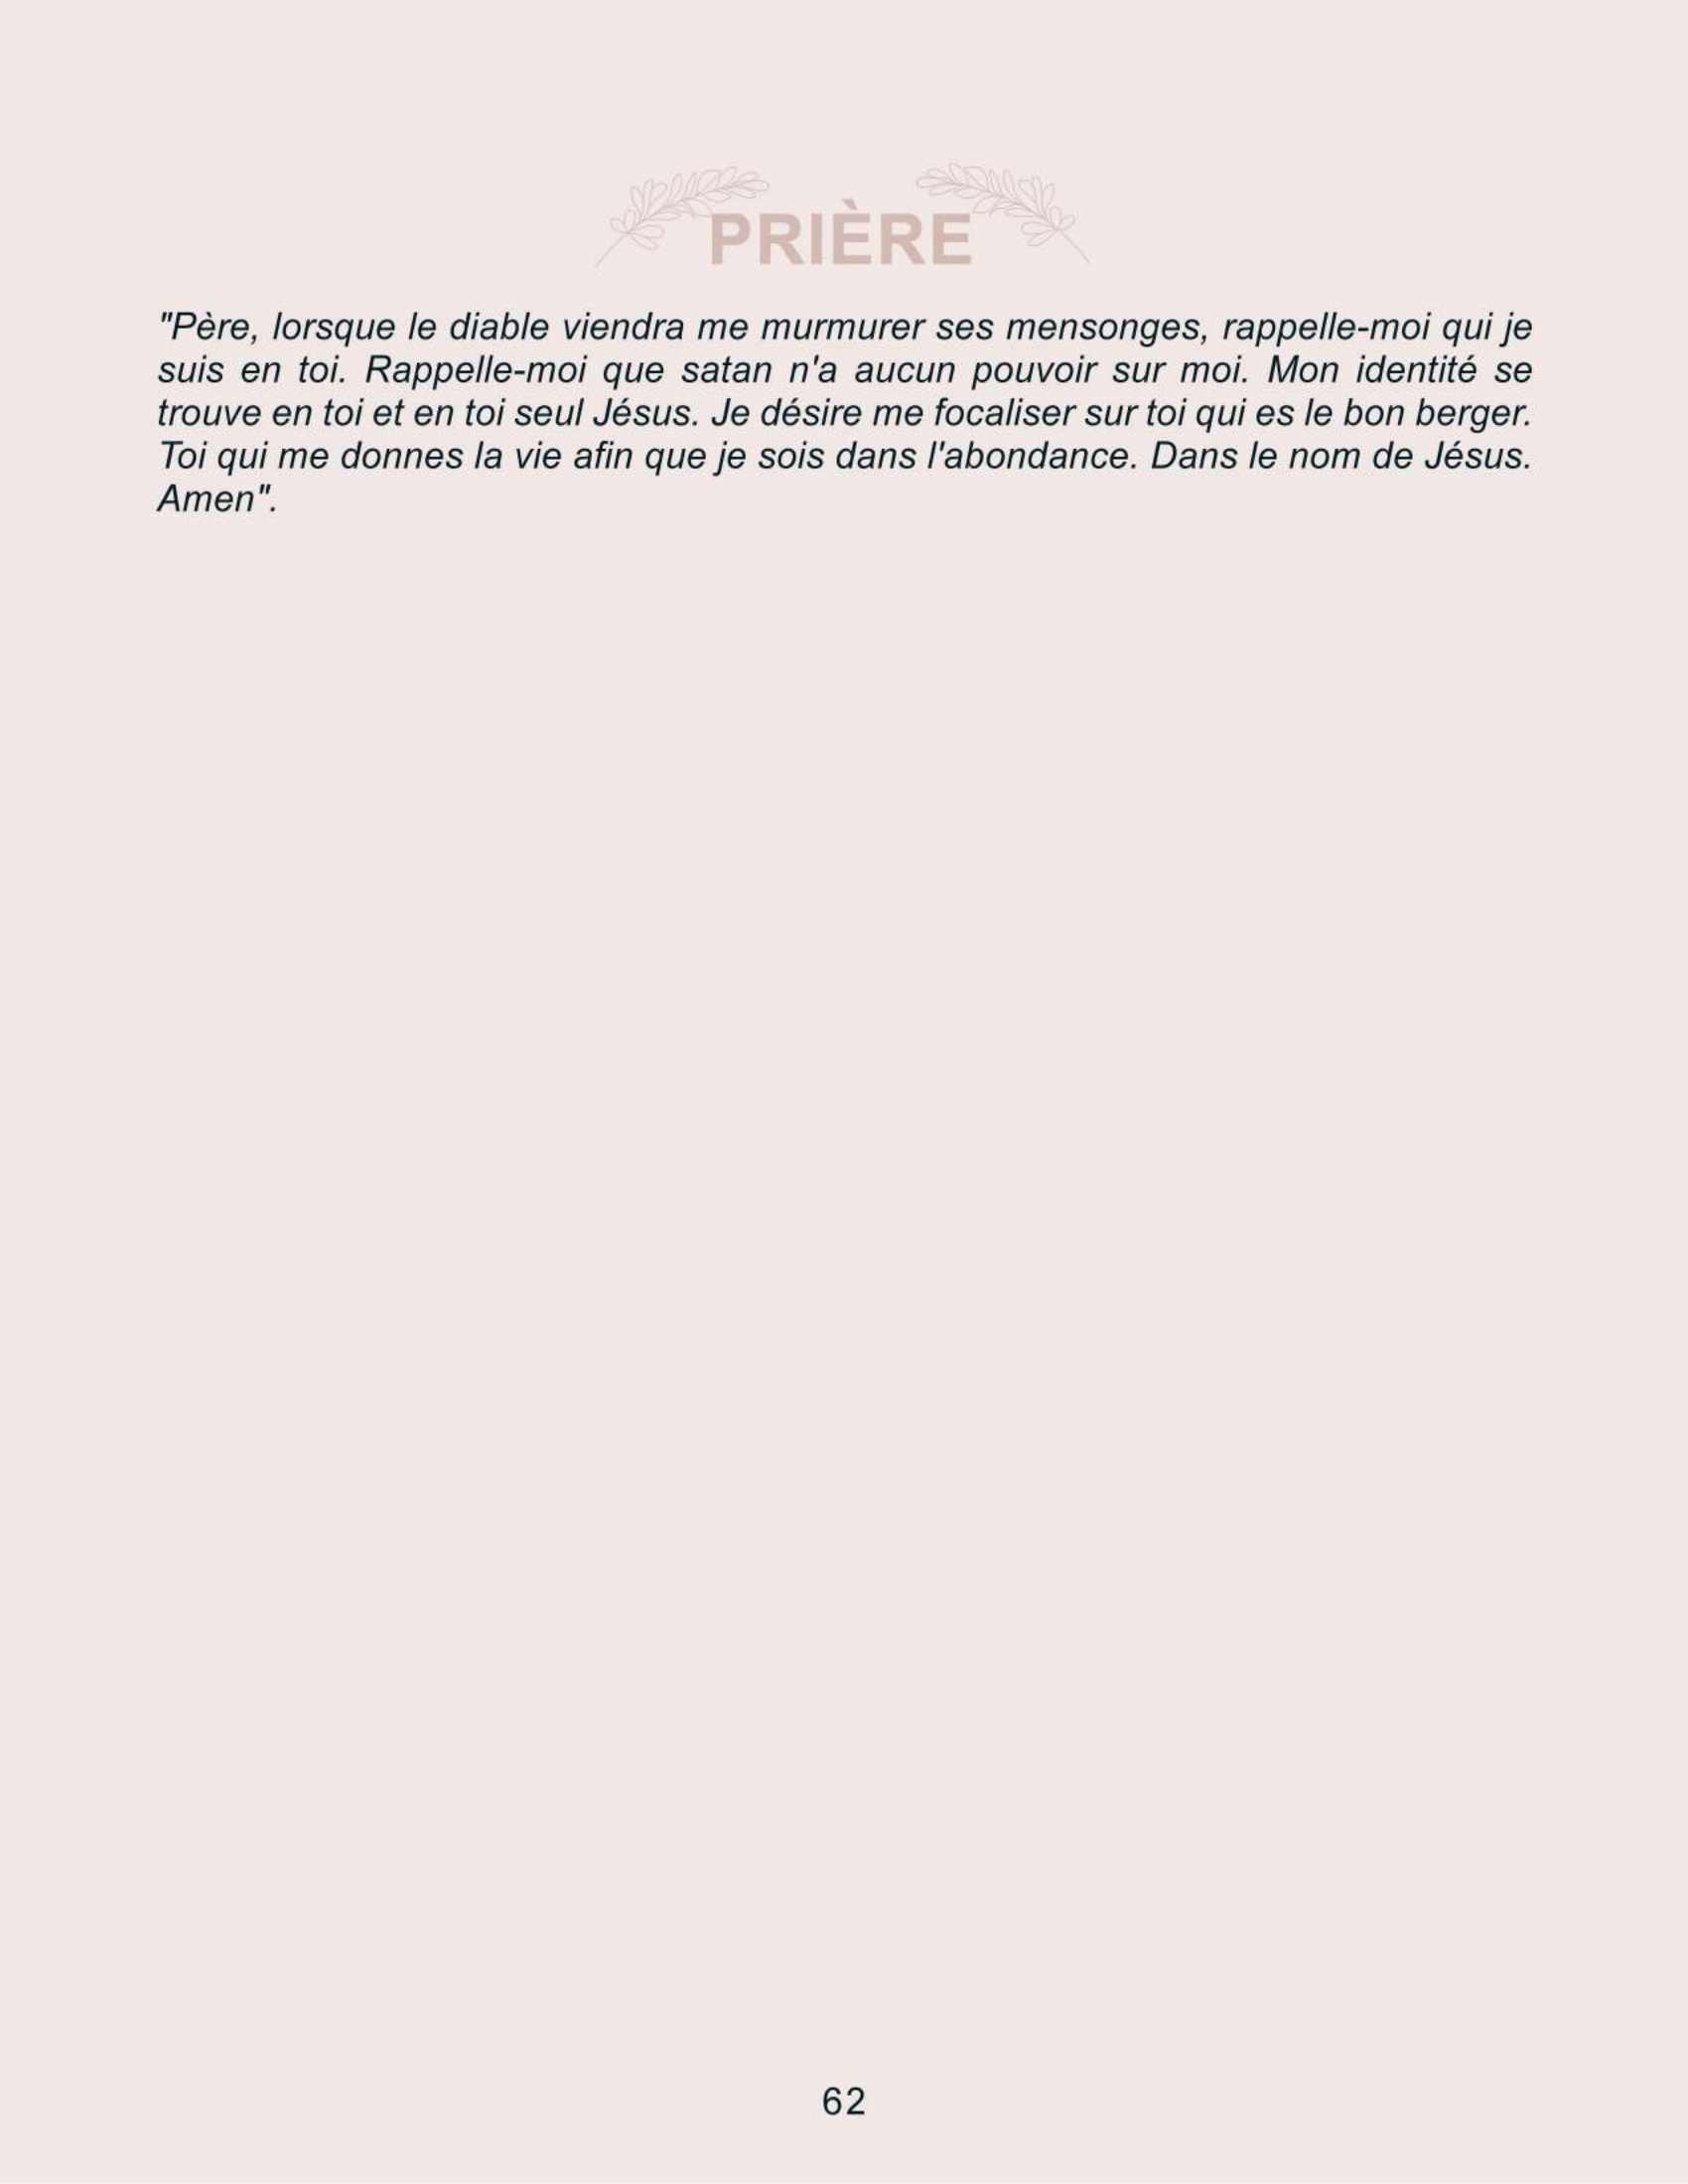 PRIÈRE
"Père, lorsque le diable viendra me murmurer ses mensonges, rappelle-moi qui je
suis en toi. Rappelle-moi que satan n'a aucun pouvoir sur moi. Mon identité se
trouve en toi et en toi seul Jésus. Je désire me focaliser sur toi qui es le bon berger.
Toi qui me donnes la vie afin que je sois dans l'abondance. Dans le nom de Jésus.
Amen".
62